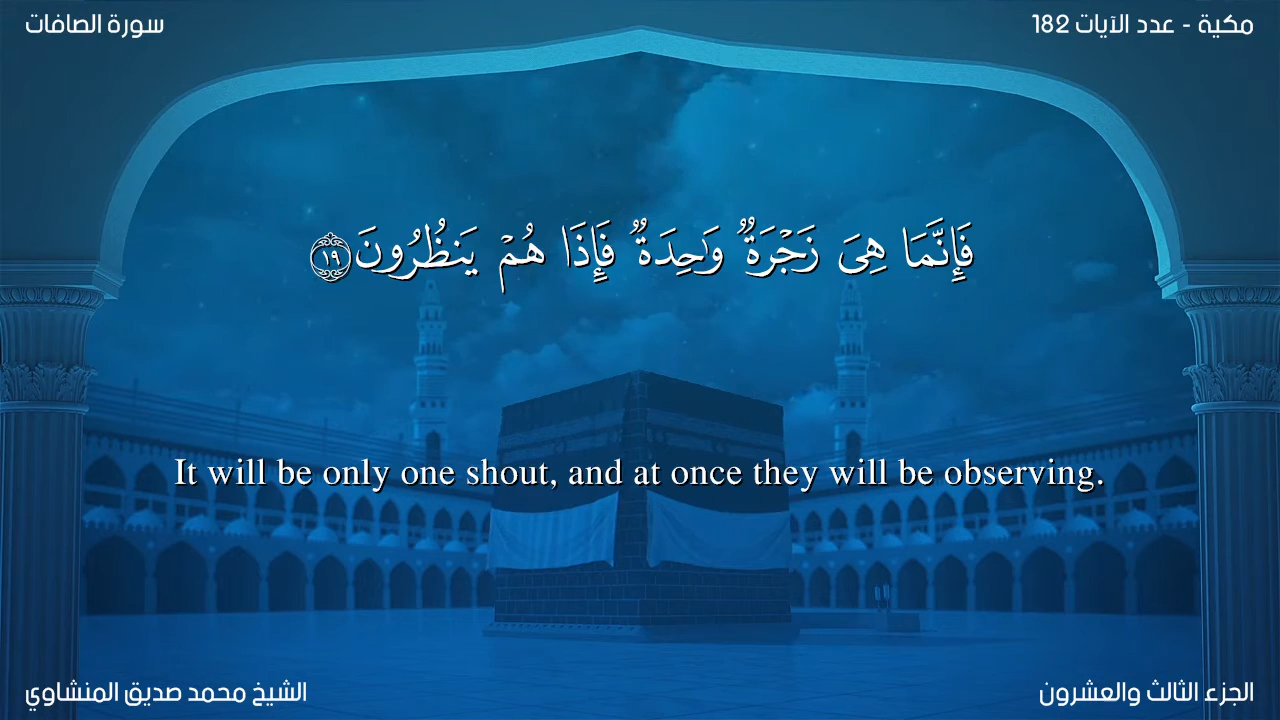 مكية - عدد الآيات 182
سورة الصافات
فَإِنَّمَا هِىَ زَجْرَةٌ وَٰحِدَةٌ فَإِذَا هُمْ يَنظُرُونَ ١٩
It will be only one shout, and at once they will be observing.
الجزء الثالث والعشرون
الشيخ محمد صديق المنشاوي